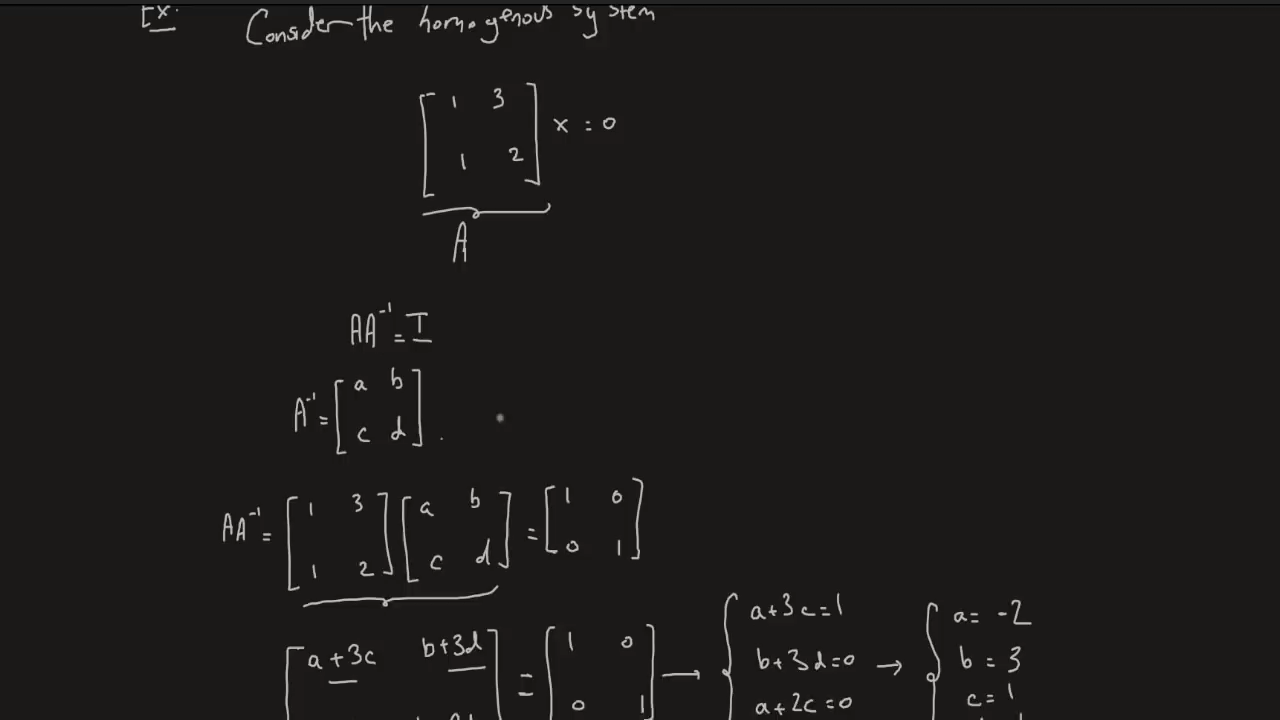 Ex: Consider the homogenous system
[ 1 3
1 2 ] x = 0
A
AA⁻¹ = I
A⁻¹ = [ a b
c d ] .
AA⁻¹ = [ 1 3 ; 1 2 ] [ a b ; c d ] = [ 1 0 ; 0 1 ]
[ a+3c b+3d ] = [ 1 0 ; 0 1 ] → { a+3c=1 → { a= -2
b+3d=0 b = 3
a+2c=0 c = 1